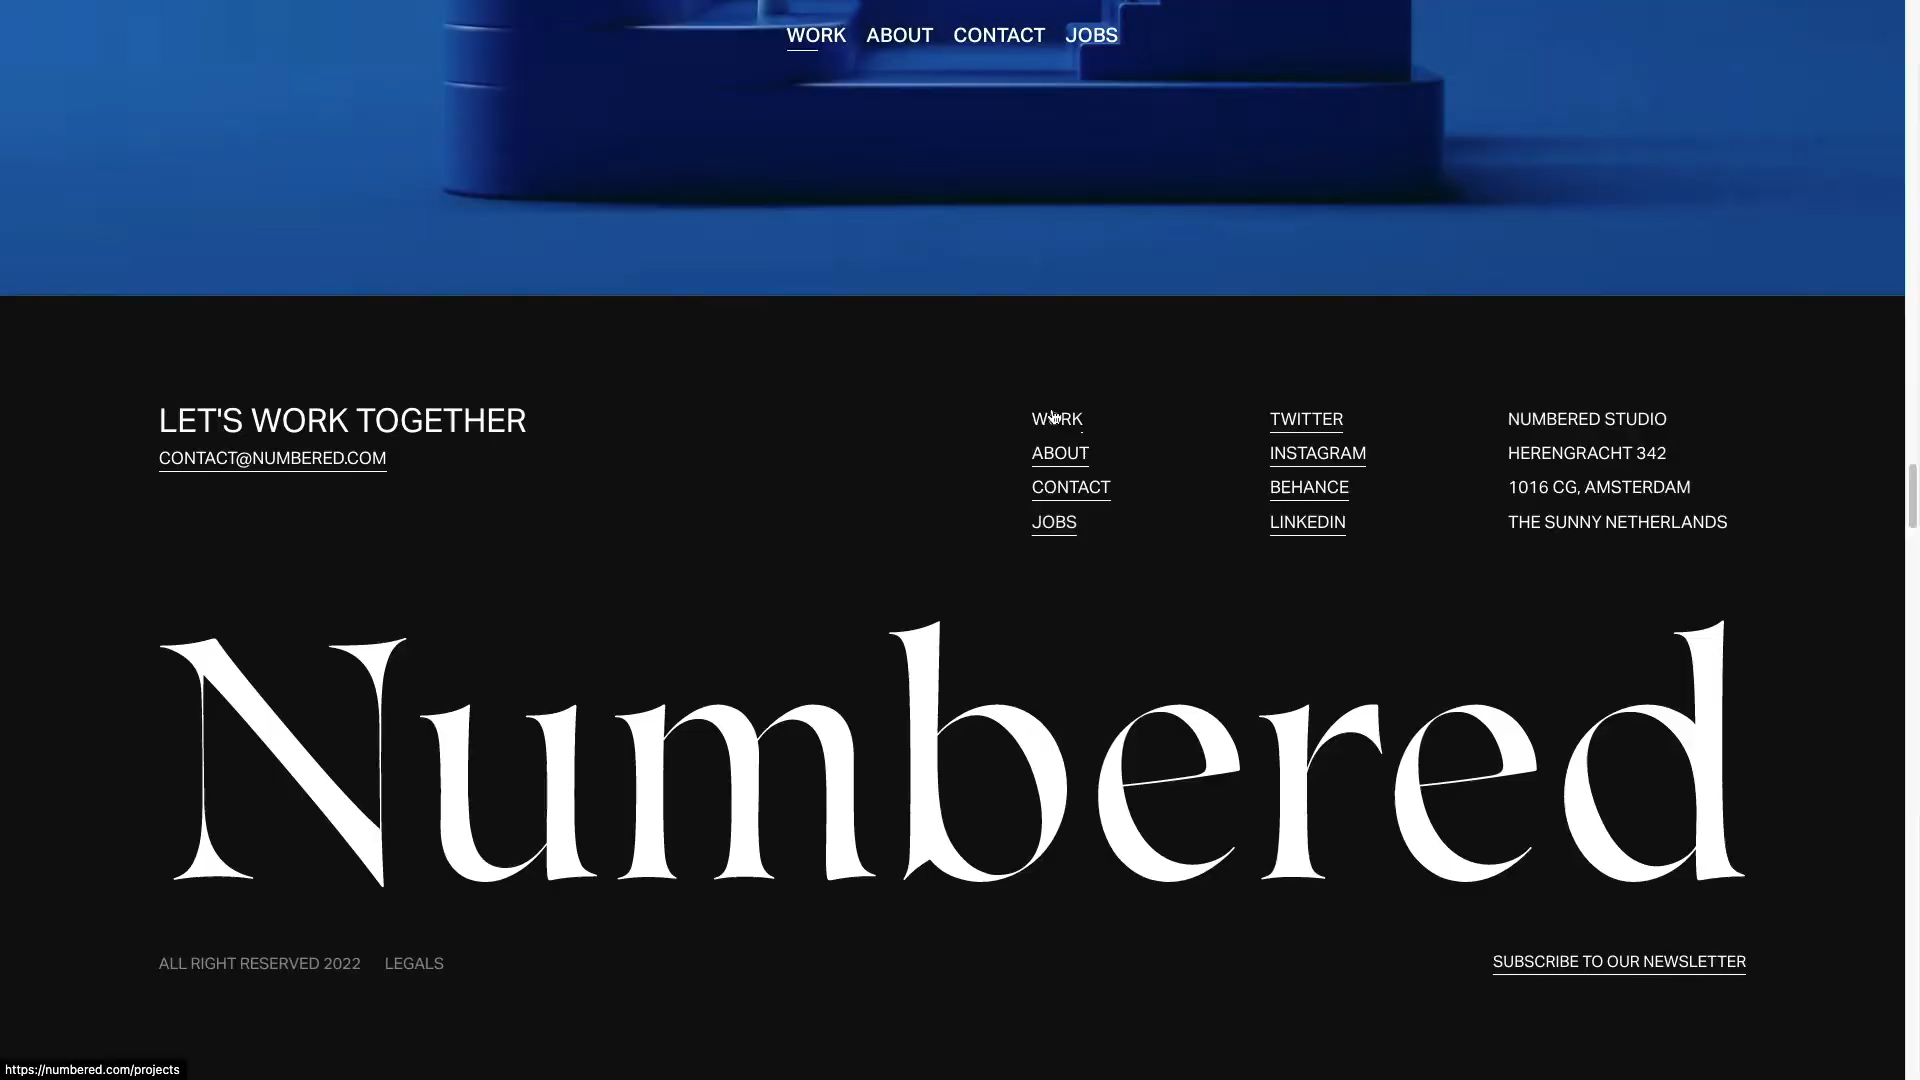 WORK ABOUT CONTACT JOBS
LET'S WORK TOGETHER
CONTACT@NUMBERED.COM
WORK
ABOUT
CONTACT
JOBS
TWITTER
INSTAGRAM
BEHANCE
LINKEDIN
NUMBERED STUDIO
HERENGRACHT 342
1016 CG, AMSTERDAM
THE SUNNY NETHERLANDS
Numbered
ALL RIGHT RESERVED 2022 LEGALS
SUBSCRIBE TO OUR NEWSLETTER
https://numbered.com/projects